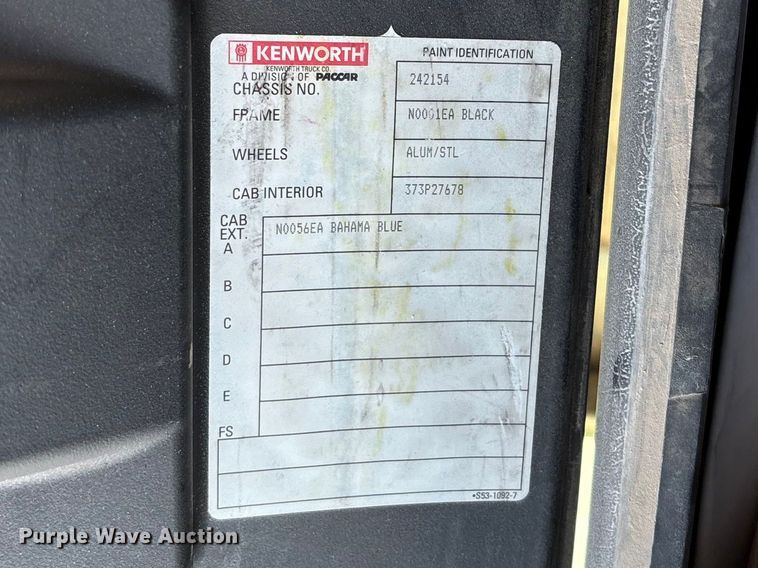 KENWORTH PAINT IDENTIFICATION
KENWORTH TRUCK CO.
A DIVISION OF PACCAR
CHASSIS NO. 242154
FRAME N0001EA BLACK
WHEELS ALUM/STL
CAB INTERIOR 373P27678
CAB
EXT.
A N0056EA BAHAMA BLUE
B
C
D
E
FS
•S53-1092-7
Purple Wave Auction